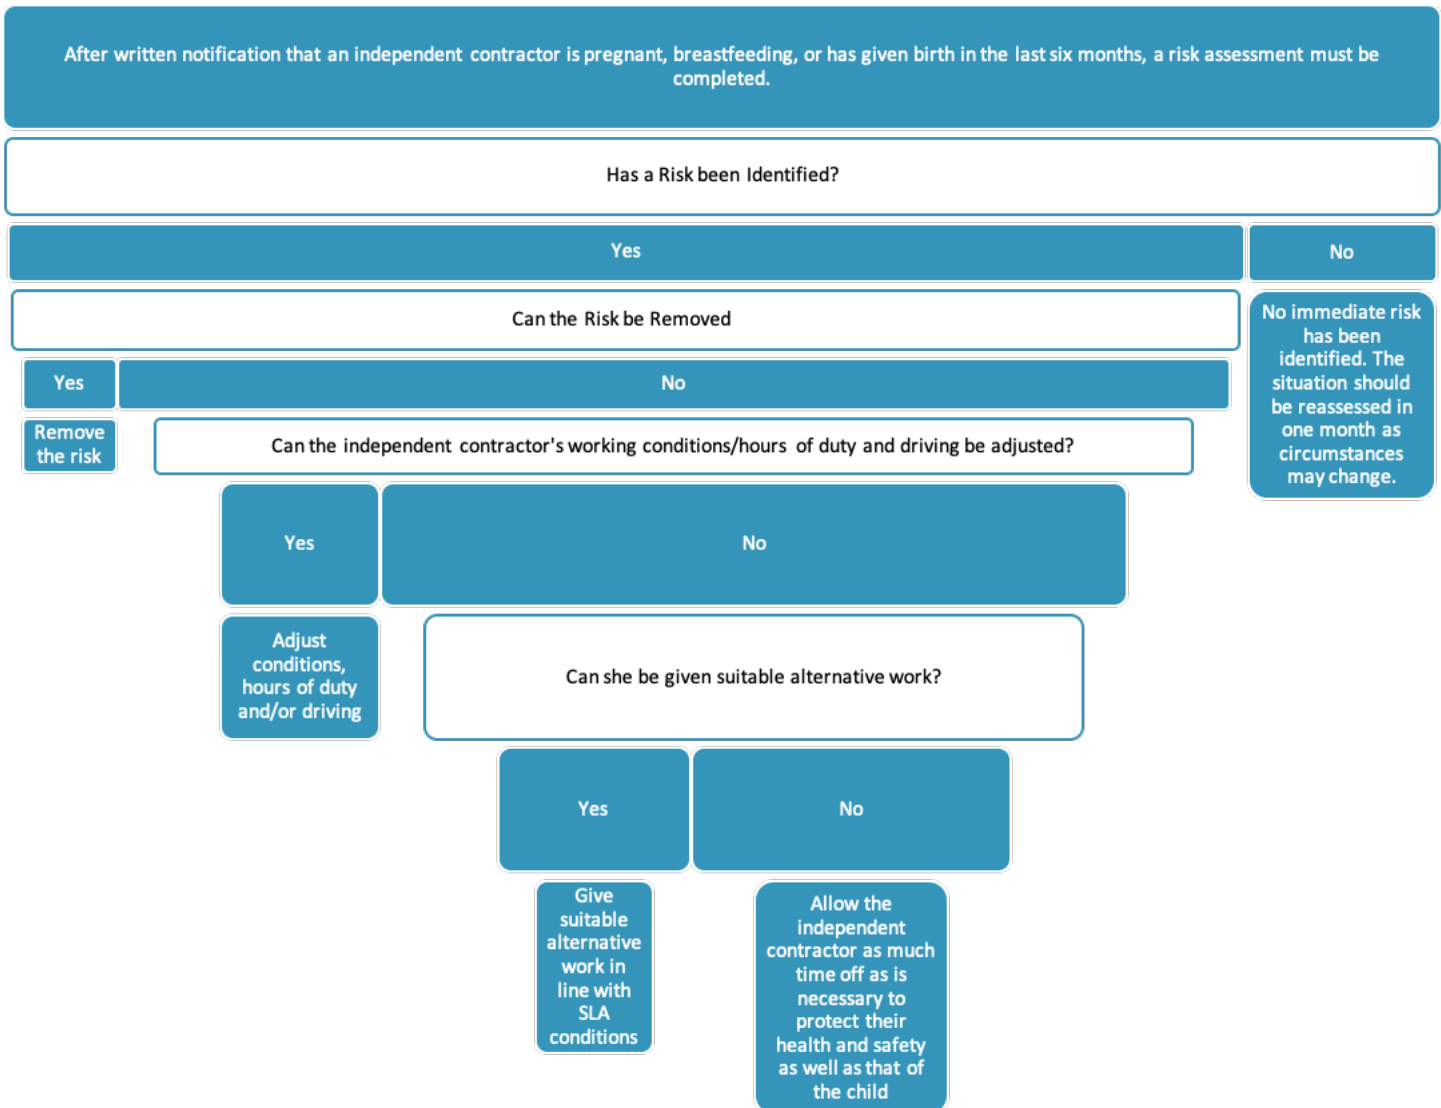 After written notification that an independent contractor is pregnant, breastfeeding, or has given birth in the last six months, a risk assessment must be
completed.
Has a Risk been Identified?
Yes
No
Can the Risk be Removed
No immediate risk
has been
identified. The
situation should
be reassessed in
one month as
circumstances
may change.
Yes
No
Remove
the risk
Can the independent contractor's working conditions/hours of duty and driving be adjusted?
Yes
No
Adjust
conditions,
hours of duty
and/or driving
Can she be given suitable alternative work?
Yes
No
Give
suitable
alternative
work in
line with
SLA
conditions
Allow the
independent
contractor as much
time off as is
necessary to
protect their
health and safety
as well as that of
the child